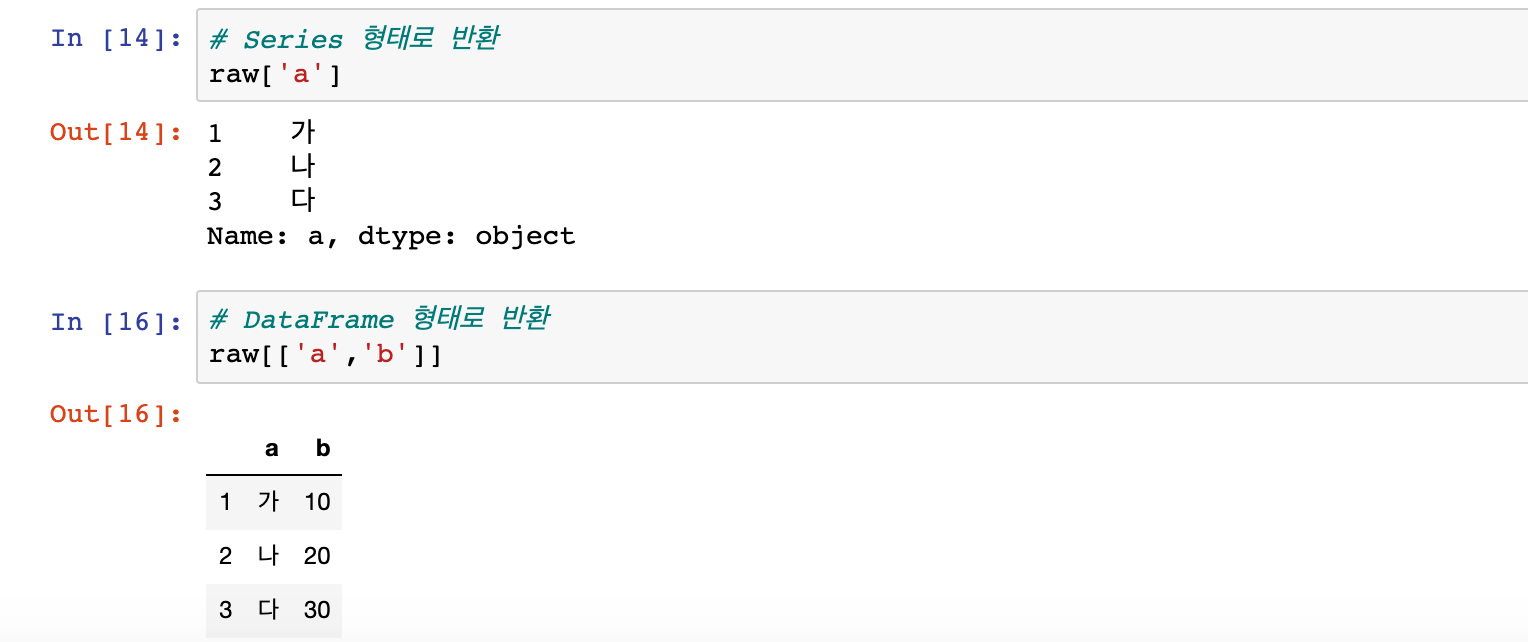 In [14]: # Series 형태로 반환
raw['a']
Out[14]: 1 가
2 나
3 다
Name: a, dtype: object
In [16]: # DataFrame 형태로 반환
raw[['a','b']]
Out[16]:
a b
1 가 10
2 나 20
3 다 30